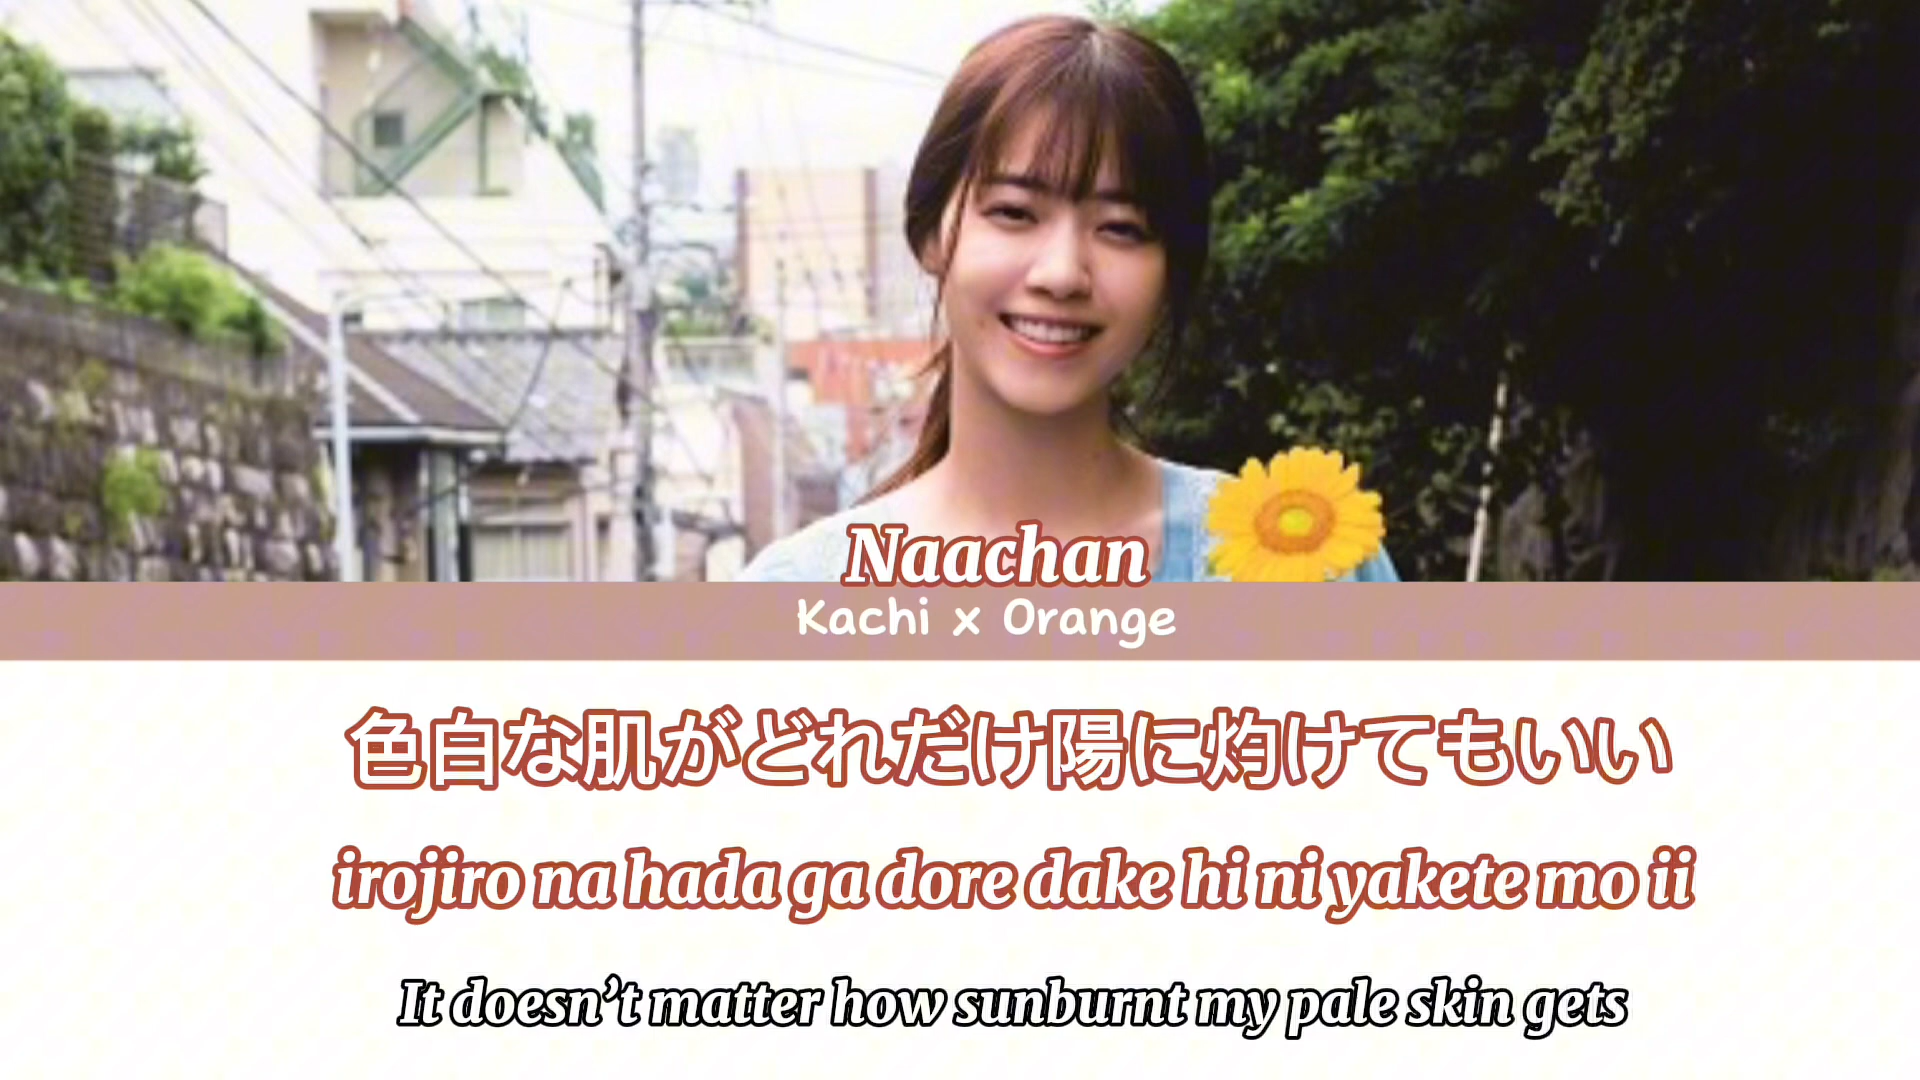 Naachan
Kachi x Orange
色白な肌がどれだけ陽に灼けてもいい
irojiro na hada ga dore dake hi ni yakete mo ii
It doesn’t matter how sunburnt my pale skin gets